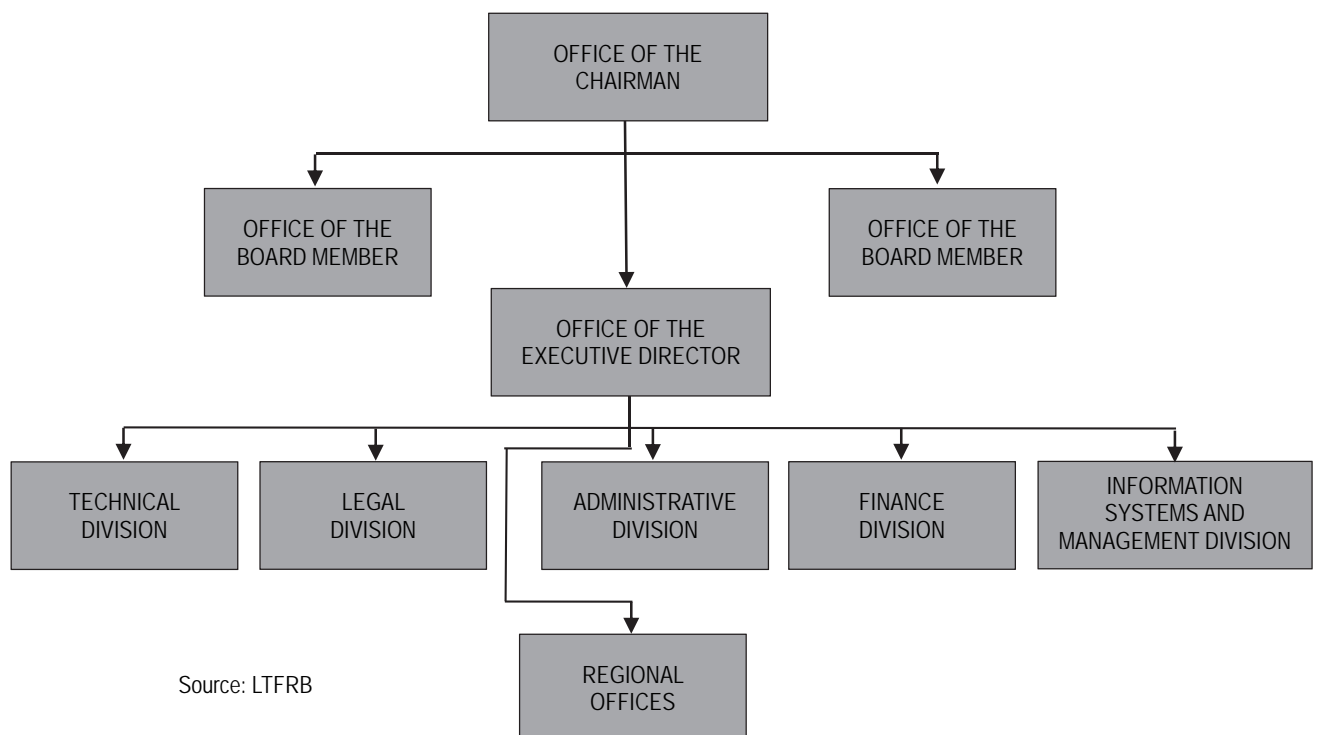 OFFICE OF THE
CHAIRMAN
OFFICE OF THE
BOARD MEMBER
OFFICE OF THE
BOARD MEMBER
OFFICE OF THE
EXECUTIVE DIRECTOR
TECHNICAL
DIVISION
LEGAL
DIVISION
ADMINISTRATIVE
DIVISION
FINANCE
DIVISION
INFORMATION
SYSTEMS AND
MANAGEMENT DIVISION
REGIONAL
OFFICES
Source: LTFRB